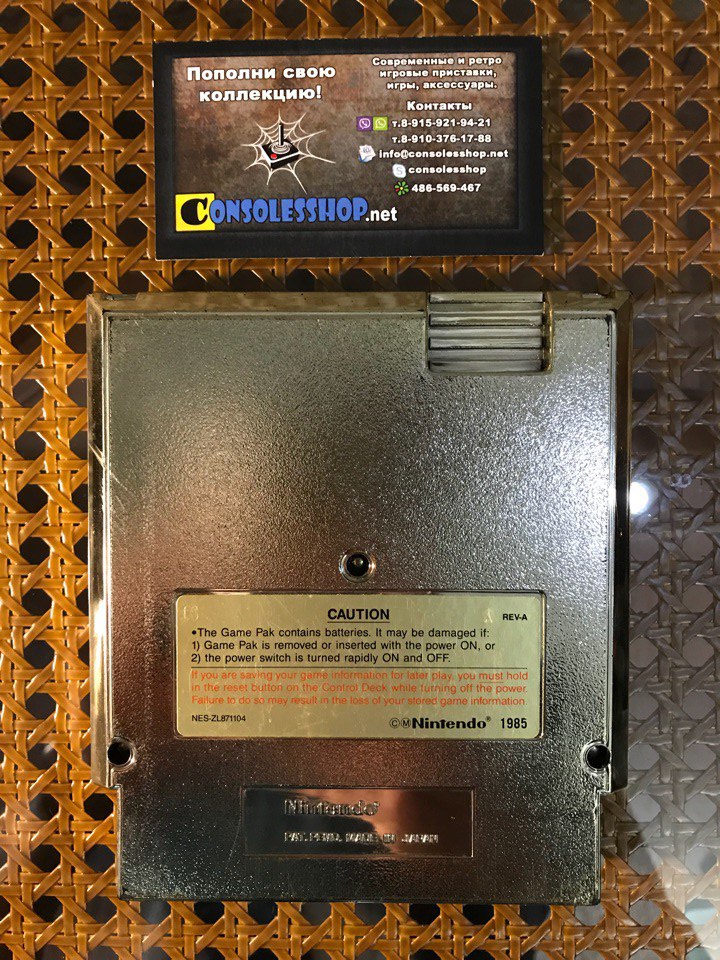 Пополни свою
коллекцию!
Современные и ретро
игровые приставки,
игры, аксессуары.
Контакты
т.8-915-921-94-21
т.8-910-376-17-88
info@consolesshop.net
consolesshop
486-569-467
CONSOLESSHOP.net
CAUTION
REV-A
•The Game Pak contains batteries. It may be damaged if:
1) Game Pak is removed or inserted with the power ON, or
2) the power switch is turned rapidly ON and OFF.
If you are saving your game information for later play, you must hold
in the reset button on the Control Deck while turning off the power.
Failure to do so may result in the loss of your stored game information.
NES-ZL871104
©Ⓜ Nintendo® 1985
Nintendo®
PAT. PEND. MADE IN JAPAN